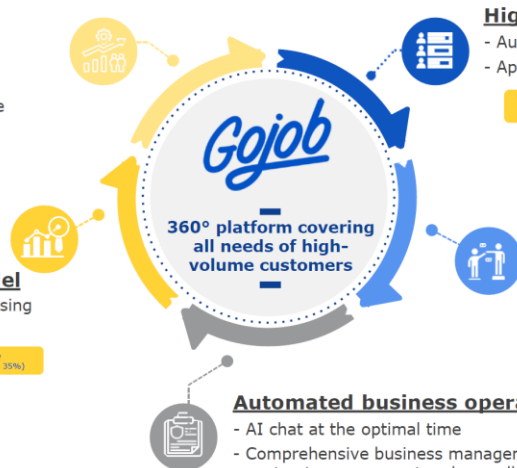 Hig
- Au
- Ap
e
Gojob
360° platform covering
all needs of high-
volume customers
el
sing
35%)
Automated business opera
- AI chat at the optimal time
- Comprehensive business manager